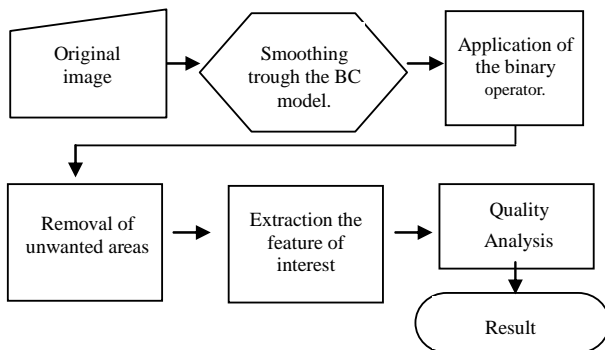 Original
image
Smoothing
trough the BC
model.
Application of
the binary
operator.
Removal of
unwanted areas
Extraction the
feature of
interest
Quality
Analysis
Result